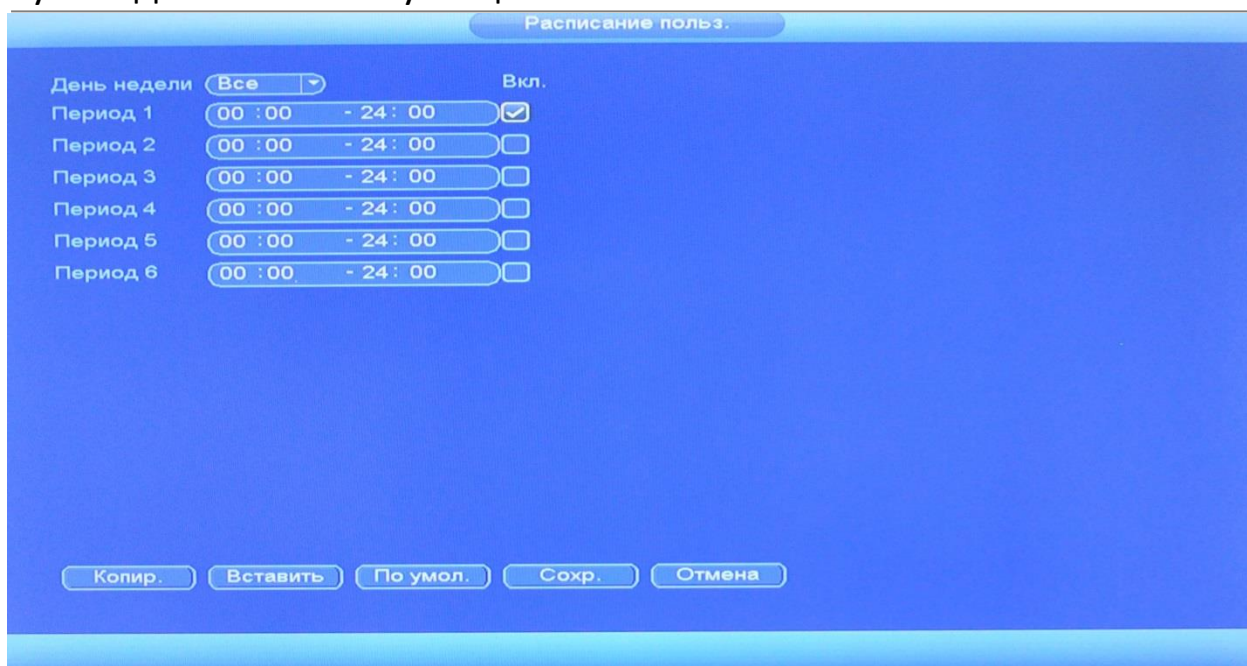 Расписание польз.
День недели Все Вкл.
Период 1 00 :00 - 24: 00
Период 2 00 :00 - 24: 00
Период 3 00 :00 - 24: 00
Период 4 00 :00 - 24: 00
Период 5 00 :00 - 24: 00
Период 6 00 :00 - 24: 00
Копир. Вставить По умол. Сохр. Отмена